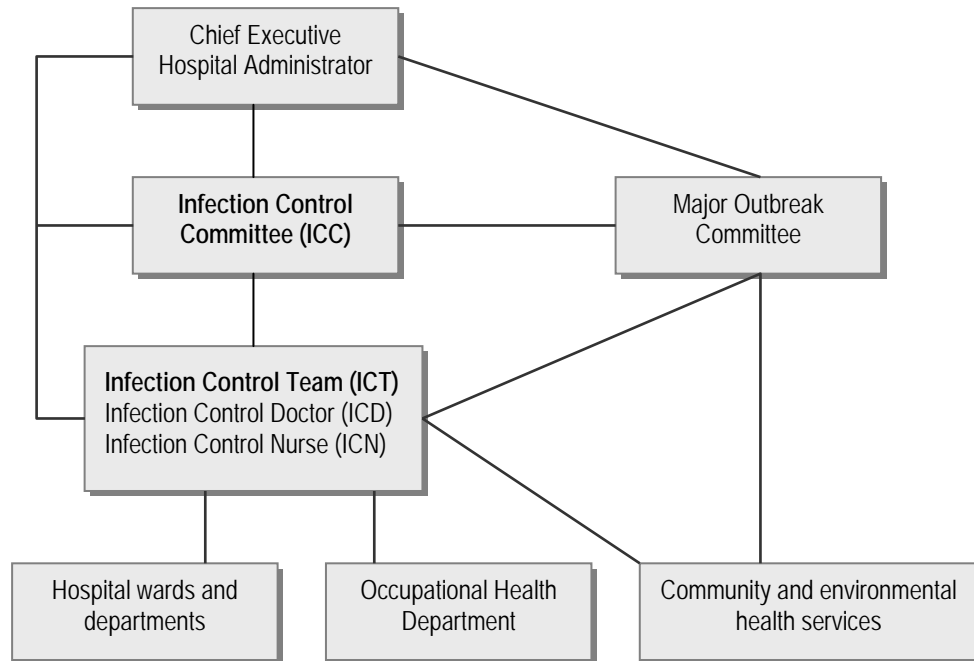 Chief Executive
Hospital Administrator
Infection Control
Committee (ICC)
Major Outbreak
Committee
Infection Control Team (ICT)
Infection Control Doctor (ICD)
Infection Control Nurse (ICN)
Hospital wards and
departments
Occupational Health
Department
Community and environmental
health services